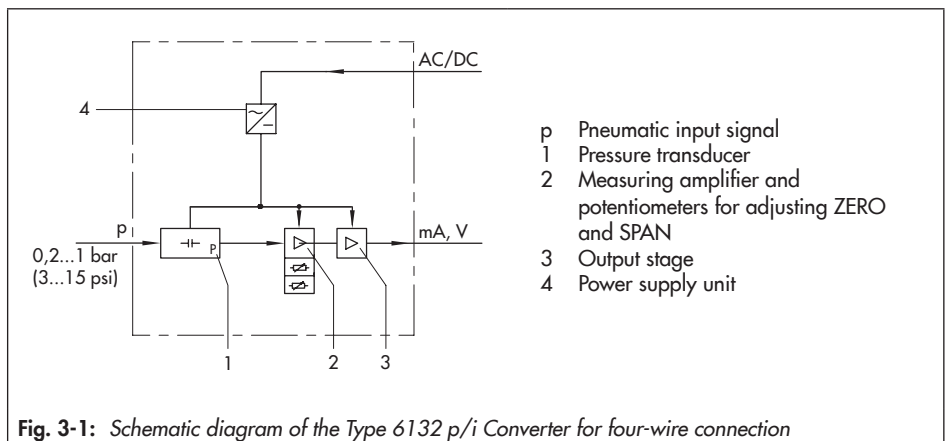 AC/DC
4
p
0,2...1 bar
(3...15 psi)
P
mA, V
1
2
3
p Pneumatic input signal
1 Pressure transducer
2 Measuring amplifier and
potentiometers for adjusting ZERO
and SPAN
3 Output stage
4 Power supply unit
Fig. 3-1: Schematic diagram of the Type 6132 p/i Converter for four-wire connection